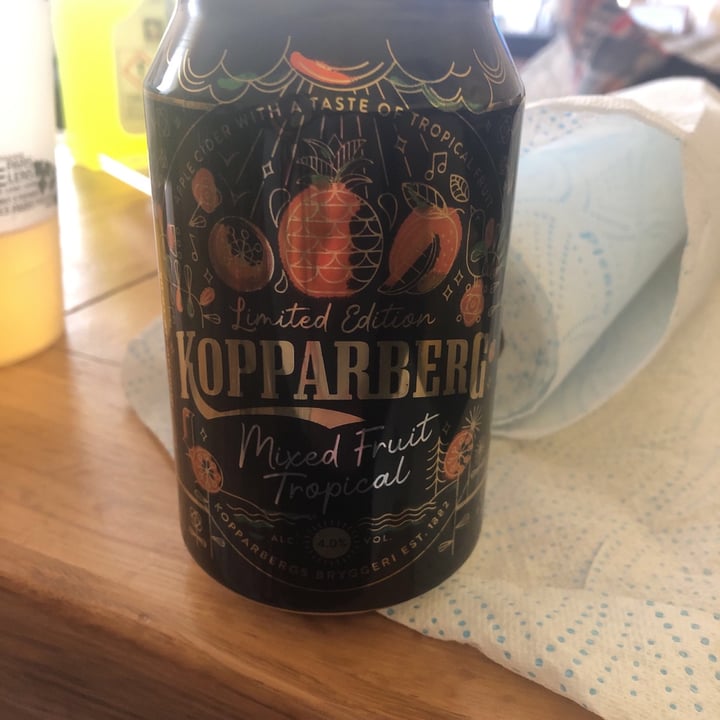 APPLE CIDER WITH A TASTE OF TROPICAL FRUIT
Limited Edition
KOPPARBERG
Mixed Fruit
Tropical
ALC 4.0% VOL.
KOPPARBERGS BRYGGERI EST. 1882